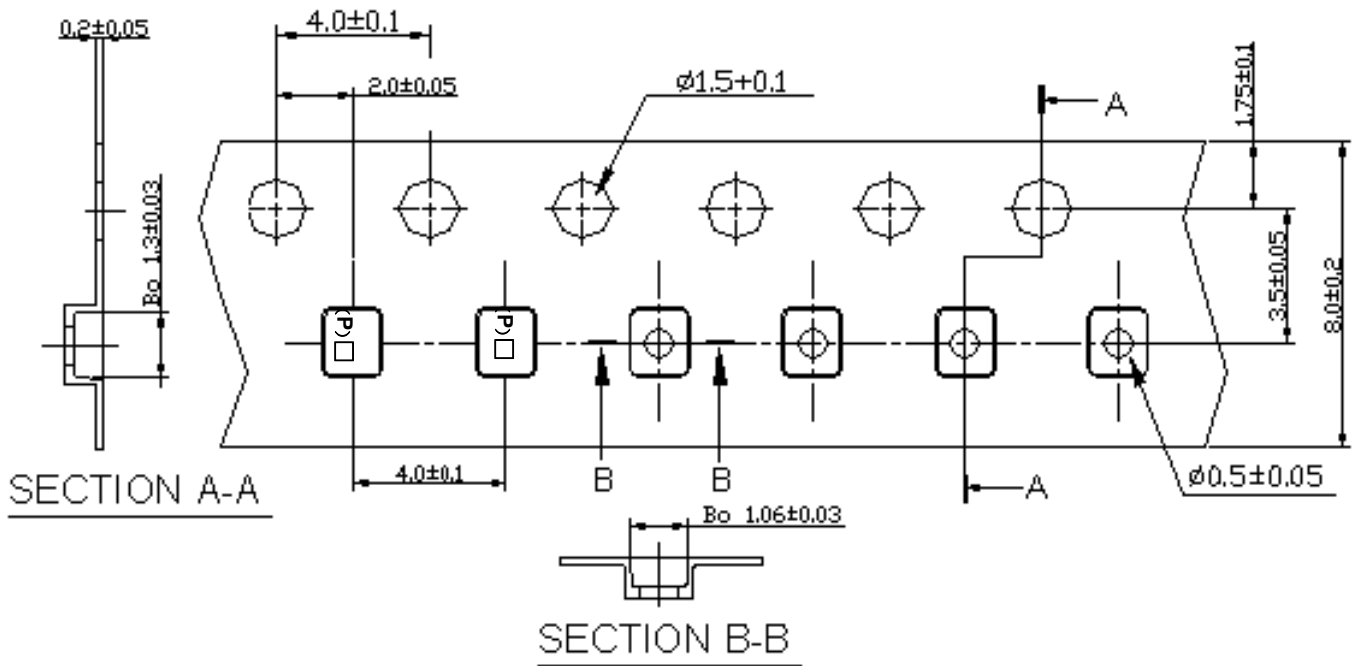 0.2±0.05
4.0±0.1
2.0±0.05
ø1.5+0.1
A
1.75±0.1
Bo 1.3±0.03
3.5±0.05
8.0±0.2
(P)□
(P)□
SECTION A-A
4.0±0.1
B
B
A
ø0.5±0.05
Bo 1.06±0.03
SECTION B-B